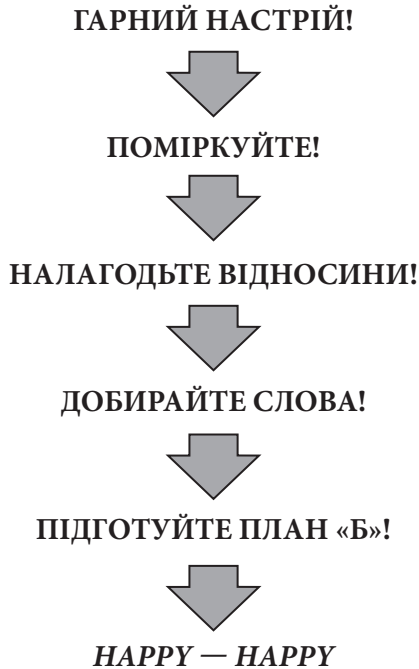 ГАРНИЙ НАСТРІЙ!
ПОМІРКУЙТЕ!
НАЛАГОДЬТЕ ВІДНОСИНИ!
ДОБИРАЙТЕ СЛОВА!
ПІДГОТУЙТЕ ПЛАН «Б»!
HAPPY — HAPPY